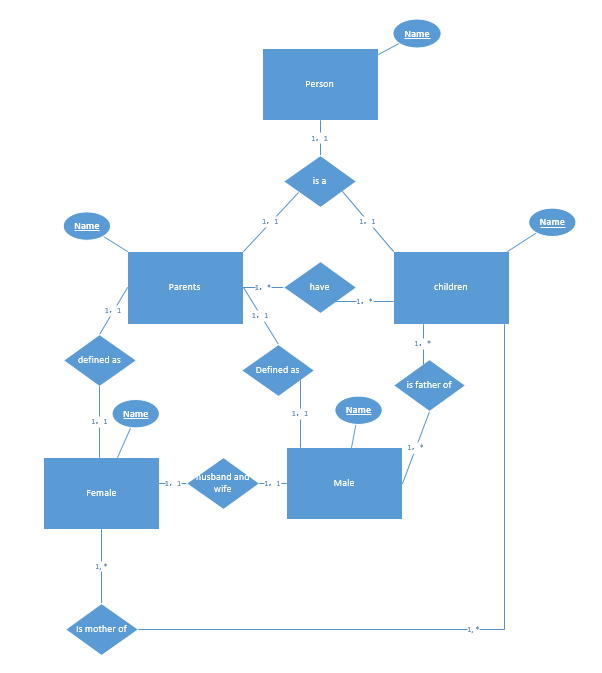 Name
Person
1, 1
is a
1, 1
1, 1
Name
Name
Parents
1, *
have
1, *
children
1, 1
1, 1
1, *
defined as
Defined as
is father of
1, 1
Name
1, 1
Name
1, *
Female
1, 1
husband and
wife
1, 1
Male
1,*
Is mother of
1,*